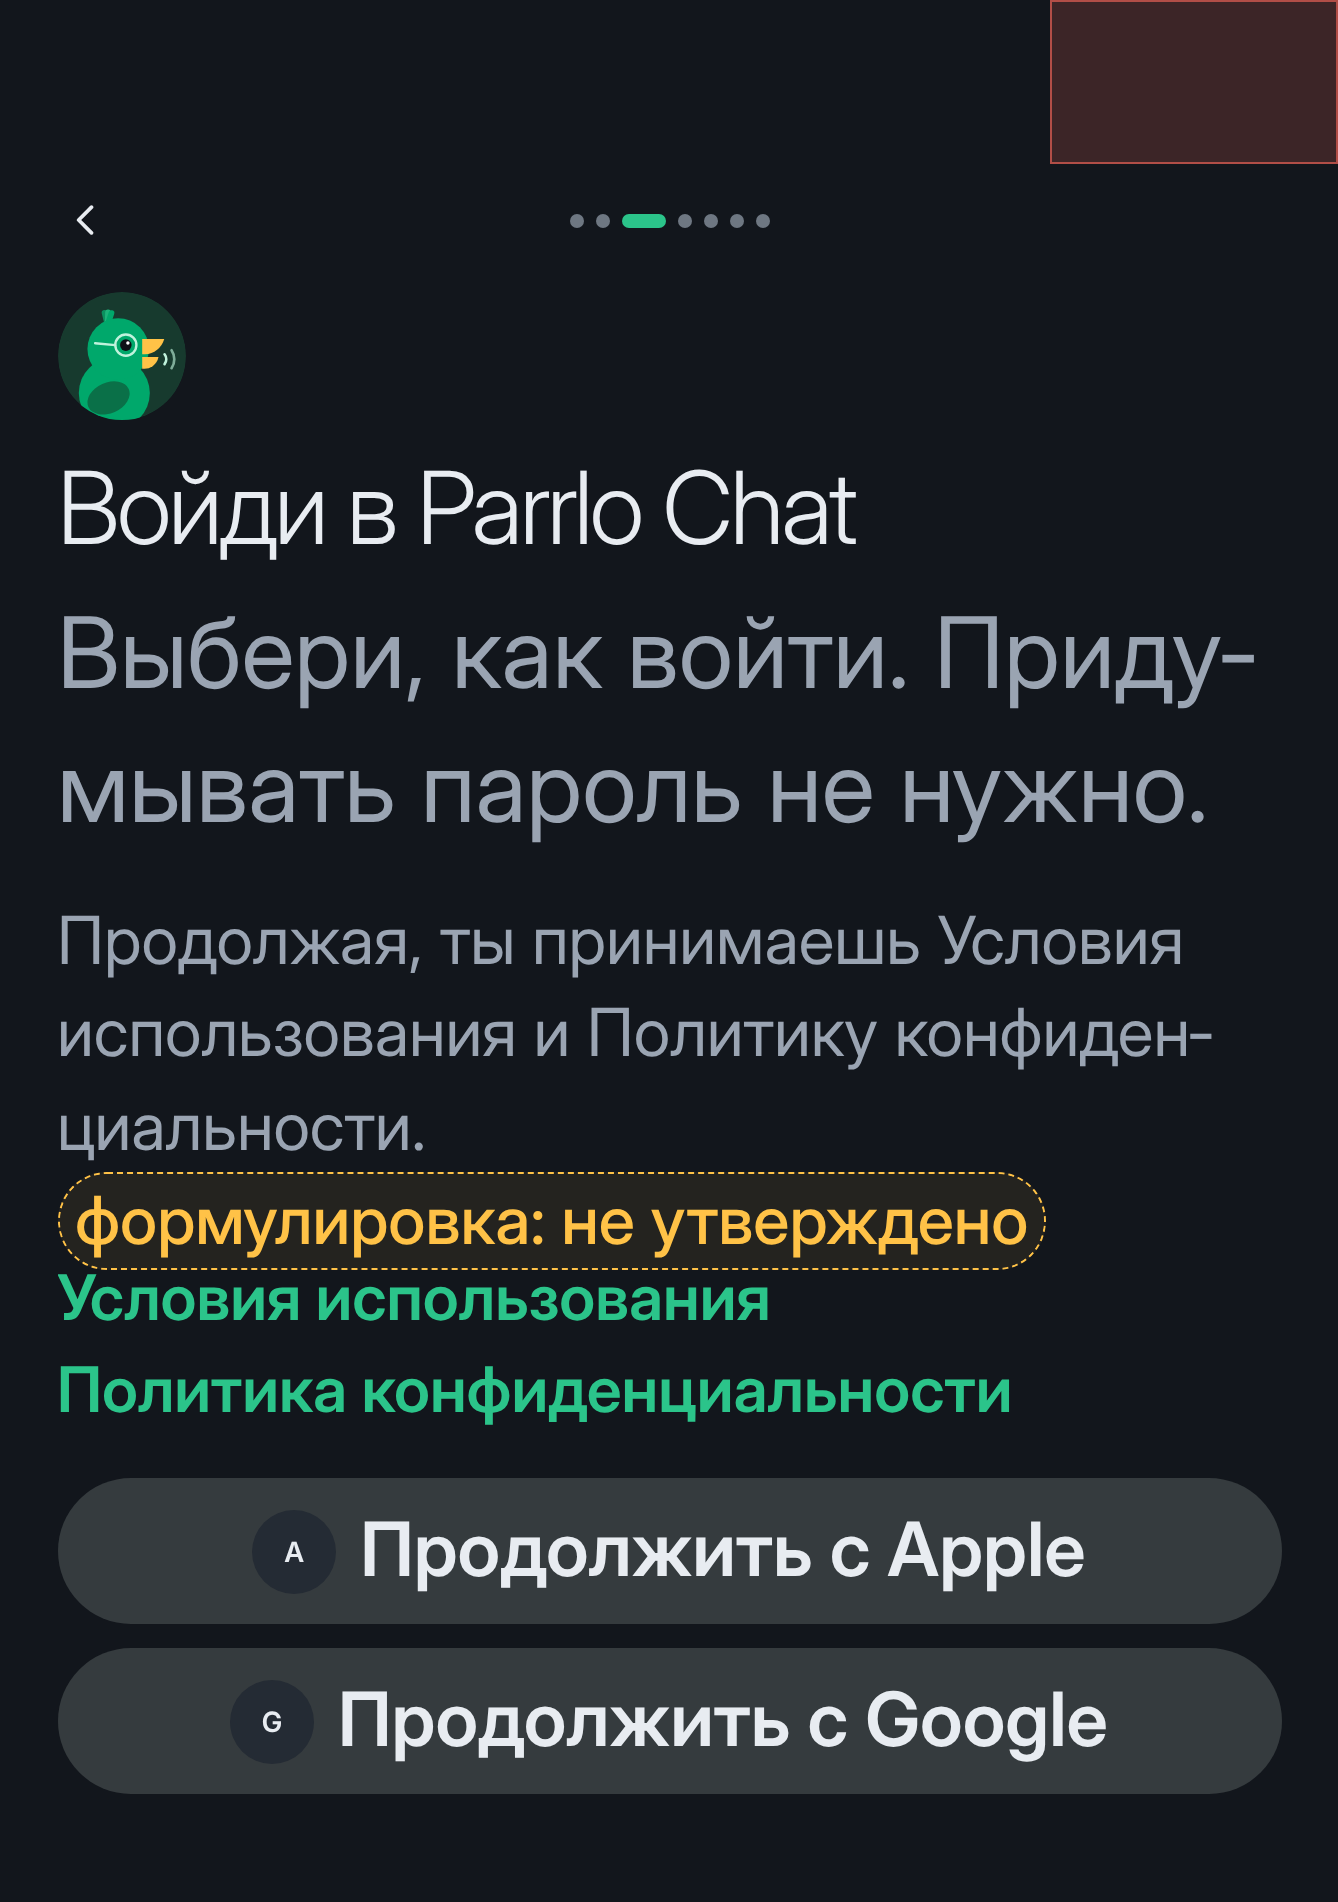 Войди в Parrlo Chat
Выбери, как войти. Приду-
мывать пароль не нужно.
Продолжая, ты принимаешь Условия
использования и Политику конфиден-
циальности.
формулировка: не утверждено
Условия использования
Политика конфиденциальности
A Продолжить с Apple
G Продолжить с Google